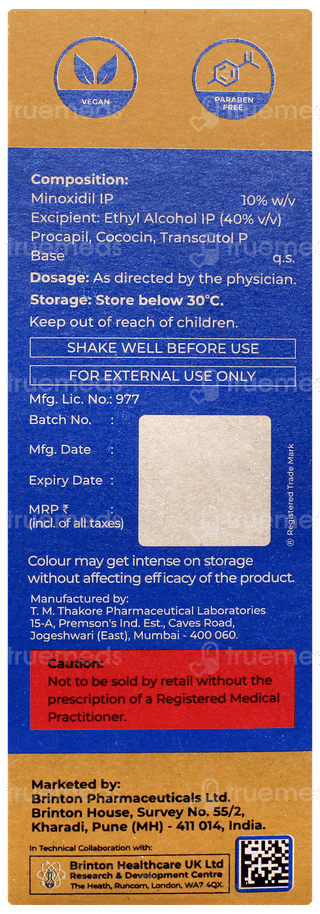 VEGAN
PARABEN
FREE
Composition:
Minoxidil IP 10% w/v
Excipient: Ethyl Alcohol IP (40% v/v)
Procapil, Cococin, Transcutol P
Base q.s.
Dosage: As directed by the physician.
Storage: Store below 30°C.
Keep out of reach of children.
SHAKE WELL BEFORE USE
FOR EXTERNAL USE ONLY
Mfg. Lic. No.: 977
Batch No. :
Mfg. Date :
Expiry Date :
MRP ₹ :
(incl. of all taxes)
® Registered Trade Mark
Colour may get intense on storage
without affecting efficacy of the product.
Manufactured by:
T. M. Thakore Pharmaceutical Laboratories
15-A, Premson's Ind. Est., Caves Road,
Jogeshwari (East), Mumbai - 400 060.
Caution:
Not to be sold by retail without the
prescription of a Registered Medical
Practitioner.
Marketed by:
Brinton Pharmaceuticals Ltd.
Brinton House, Survey No. 55/2,
Kharadi, Pune (MH) - 411 014, India.
In Technical Collaboration with:
Brinton Healthcare UK Ltd
Research & Development Centre
The Heath, Runcorn, London, WA7 4QX.
truemeds